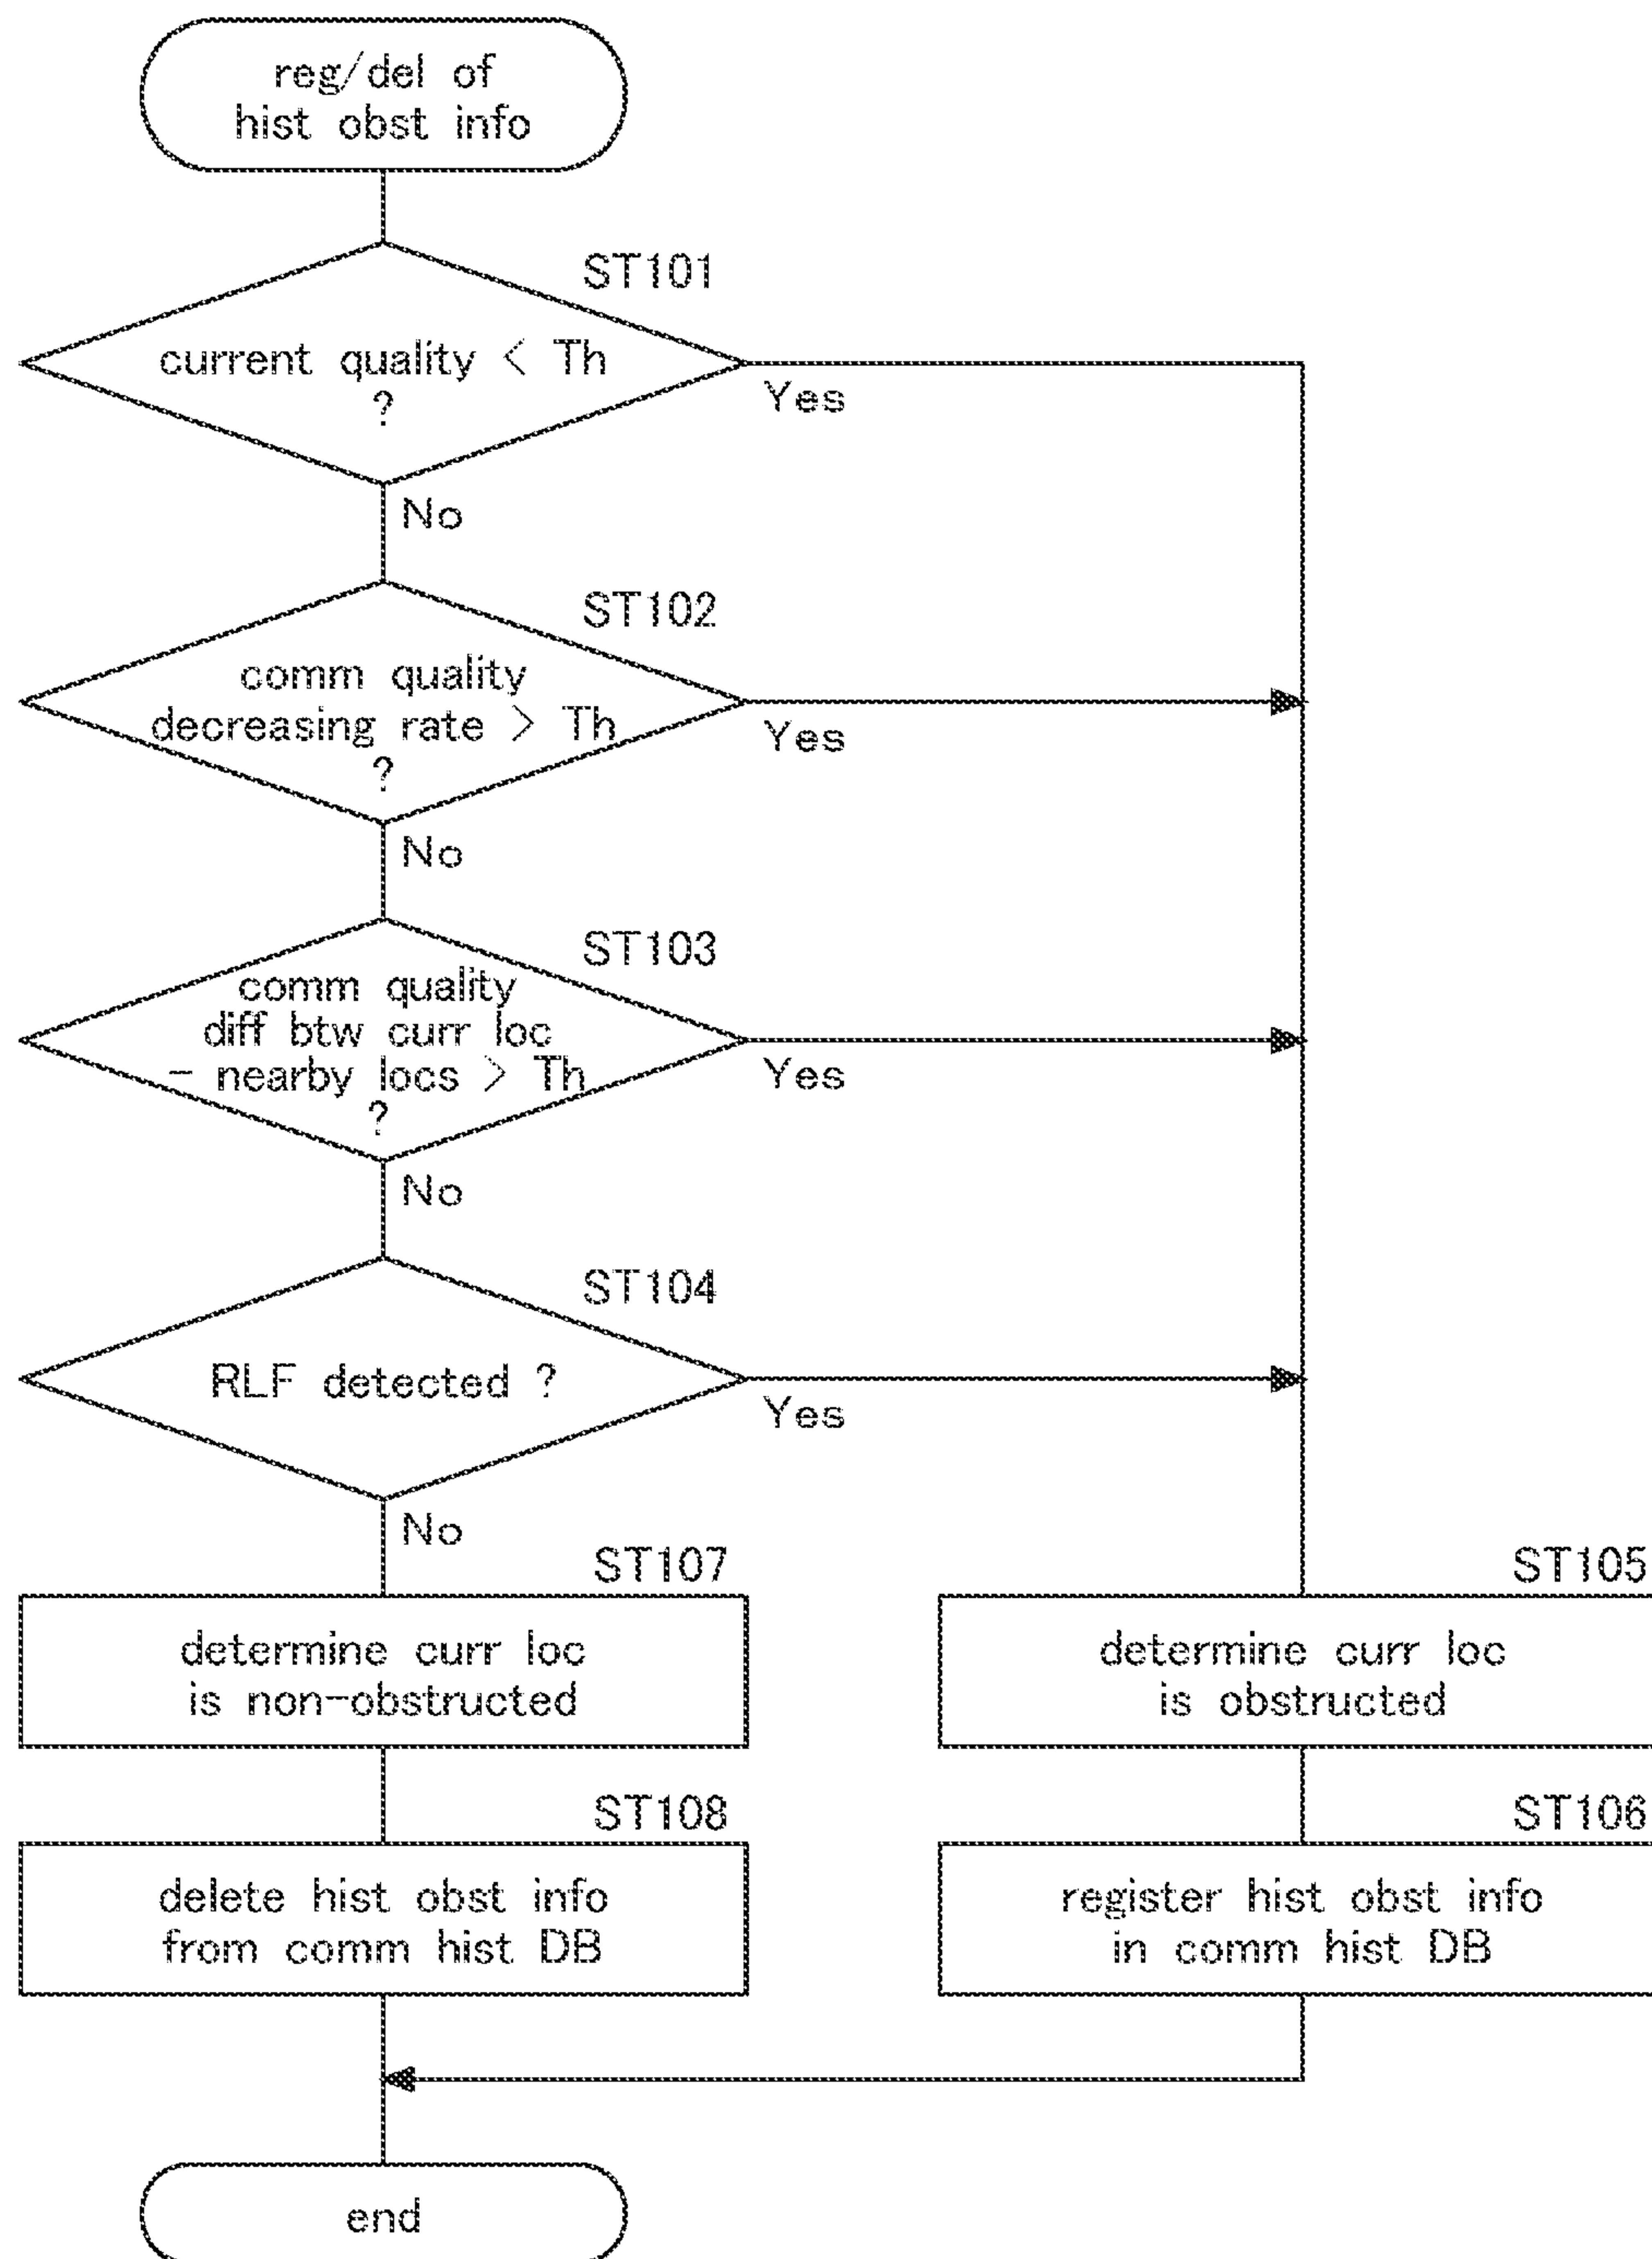 reg/del of
hist obst info
ST101
current quality < Th
?
Yes
No
ST102
comm quality
decreasing rate > Th
?
Yes
No
ST103
comm quality
diff btw curr loc
- nearby locs > Th
?
Yes
No
ST104
RLF detected ?
Yes
No
ST107
determine curr loc
is non-obstructed
ST105
determine curr loc
is obstructed
ST108
delete hist obst info
from comm hist DB
ST106
register hist obst info
in comm hist DB
end